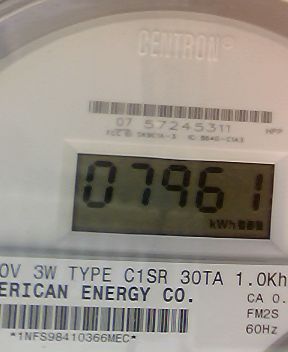 CENTRON®
07 57245311
HPP
07961
kWh
0V 3W TYPE C1SR 30TA 1.0Kh
ERICAN ENERGY CO.
CA 0.
FM2S
60Hz
*1NFS98410366MEC*